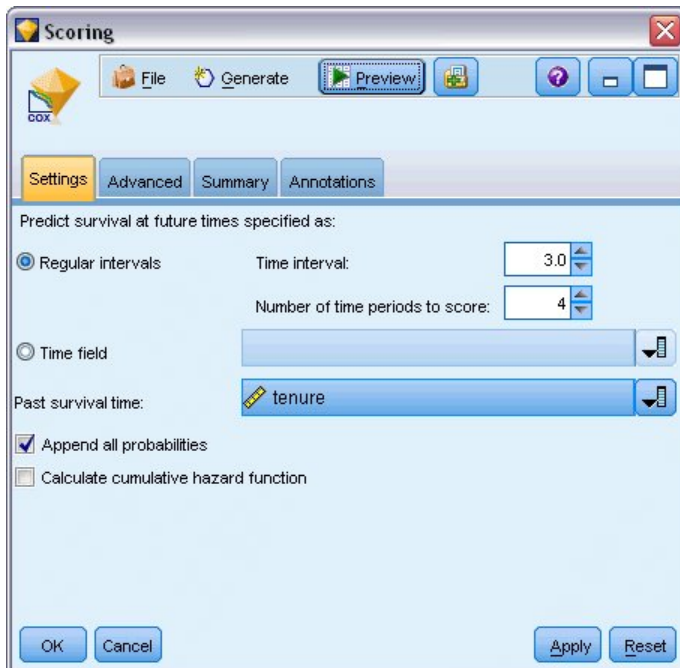 Scoring
File Generate Preview
COX
Settings Advanced Summary Annotations
Predict survival at future times specified as:
Regular intervals Time interval: 3.0
Number of time periods to score: 4
Time field
Past survival time: tenure
Append all probabilities
Calculate cumulative hazard function
OK Cancel Apply Reset